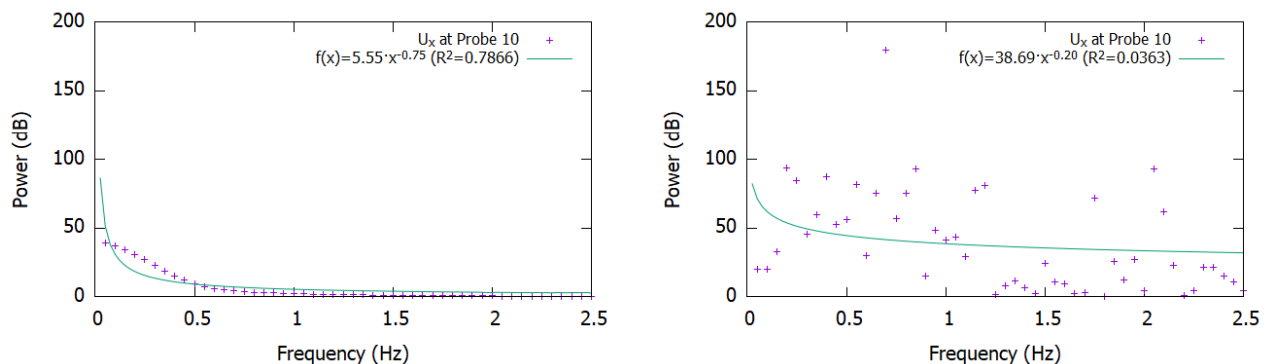 200
150
100
50
0
Power (dB)
Uₓ at Probe 10
f(x)=5.55·x⁻⁰·⁷⁵ (R²=0.7866)
0 0.5 1 1.5 2 2.5
Frequency (Hz)
200
150
100
50
0
Power (dB)
Uₓ at Probe 10
f(x)=38.69·x⁻⁰·²⁰ (R²=0.0363)
0 0.5 1 1.5 2 2.5
Frequency (Hz)